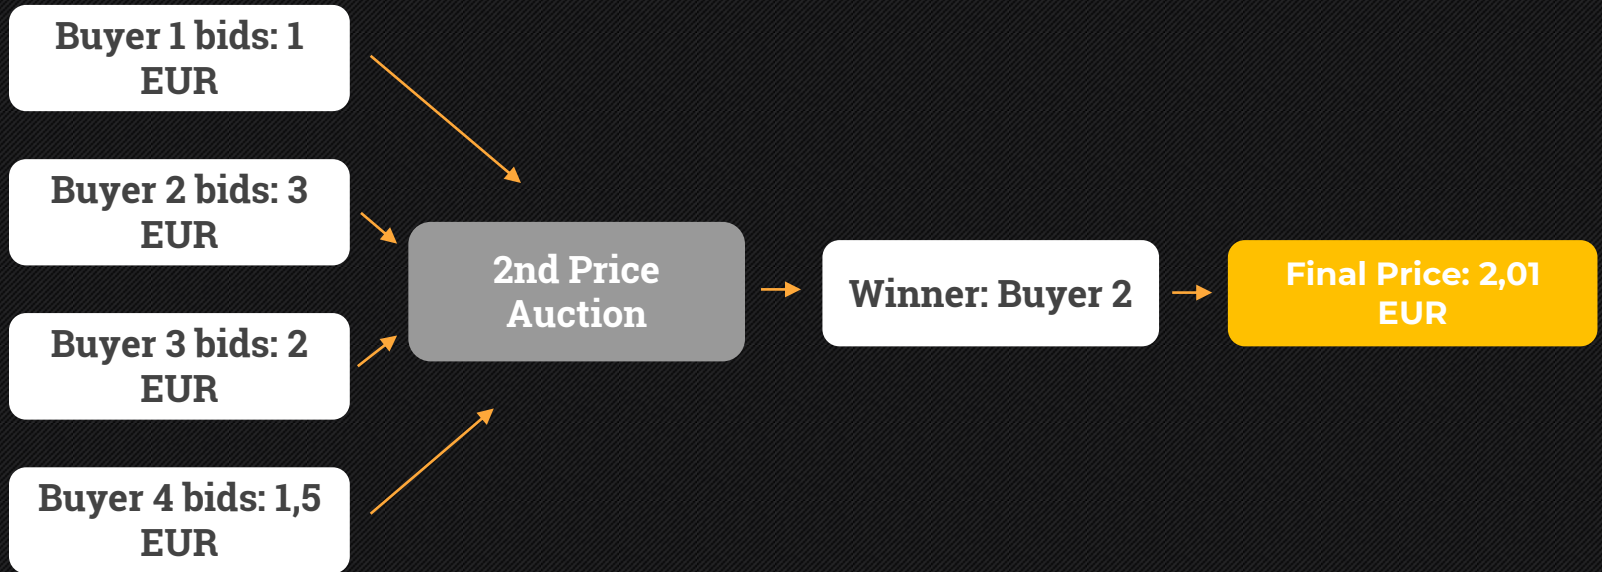 Buyer 1 bids: 1
EUR
Buyer 2 bids: 3
EUR
Buyer 3 bids: 2
EUR
Buyer 4 bids: 1,5
EUR
2nd Price
Auction
Winner: Buyer 2
Final Price: 2,01
EUR